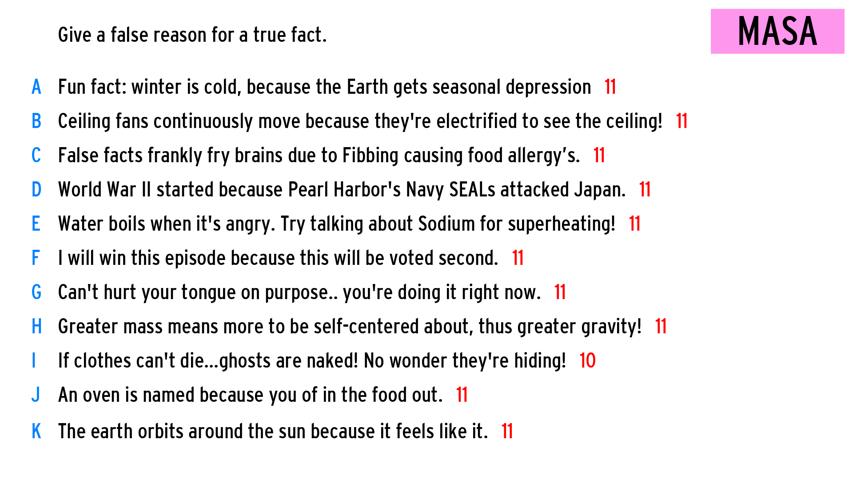 Give a false reason for a true fact.
MASA
A Fun fact: winter is cold, because the Earth gets seasonal depression 11
B Ceiling fans continuously move because they're electrified to see the ceiling! 11
C False facts frankly fry brains due to Fibbing causing food allergy’s. 11
D World War II started because Pearl Harbor's Navy SEALs attacked Japan. 11
E Water boils when it's angry. Try talking about Sodium for superheating! 11
F I will win this episode because this will be voted second. 11
G Can't hurt your tongue on purpose.. you're doing it right now. 11
H Greater mass means more to be self-centered about, thus greater gravity! 11
I If clothes can't die...ghosts are naked! No wonder they're hiding! 10
J An oven is named because you of in the food out. 11
K The earth orbits around the sun because it feels like it. 11